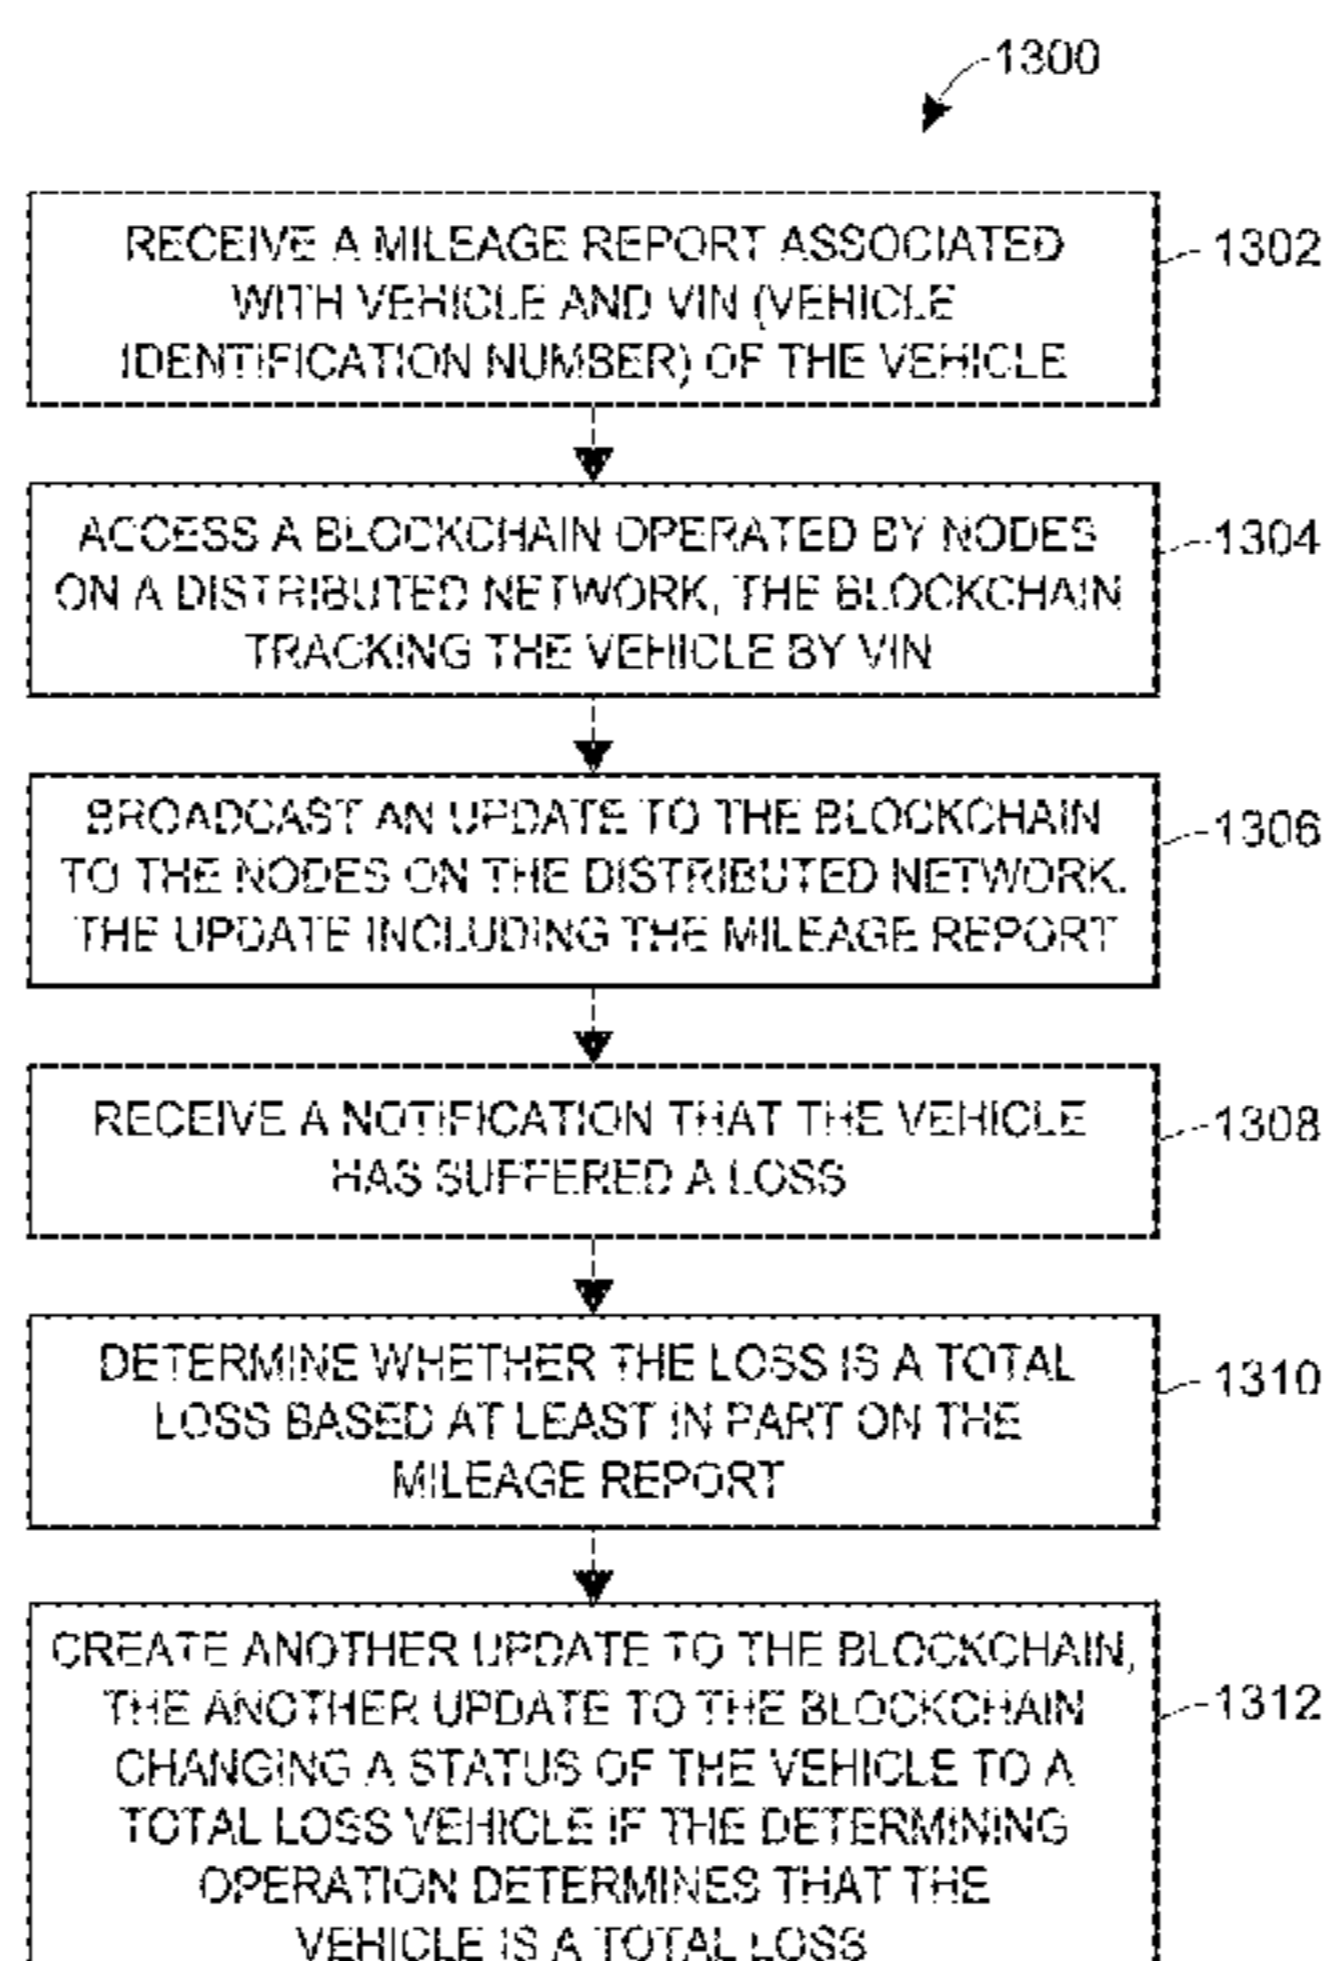 1300
RECEIVE A MILEAGE REPORT ASSOCIATED
WITH VEHICLE AND VIN (VEHICLE
IDENTIFICATION NUMBER) OF THE VEHICLE
1302
ACCESS A BLOCKCHAIN OPERATED BY NODES
ON A DISTRIBUTED NETWORK, THE BLOCKCHAIN
TRACKING THE VEHICLE BY VIN
1304
BROADCAST AN UPDATE TO THE BLOCKCHAIN
TO THE NODES ON THE DISTRIBUTED NETWORK.
THE UPDATE INCLUDING THE MILEAGE REPORT
1306
RECEIVE A NOTIFICATION THAT THE VEHICLE
HAS SUFFERED A LOSS
1308
DETERMINE WHETHER THE LOSS IS A TOTAL
LOSS BASED AT LEAST IN PART ON THE
MILEAGE REPORT
1310
CREATE ANOTHER UPDATE TO THE BLOCKCHAIN,
THE ANOTHER UPDATE TO THE BLOCKCHAIN
CHANGING A STATUS OF THE VEHICLE TO A
TOTAL LOSS VEHICLE IF THE DETERMINING
OPERATION DETERMINES THAT THE
VEHICLE IS A TOTAL LOSS
1312